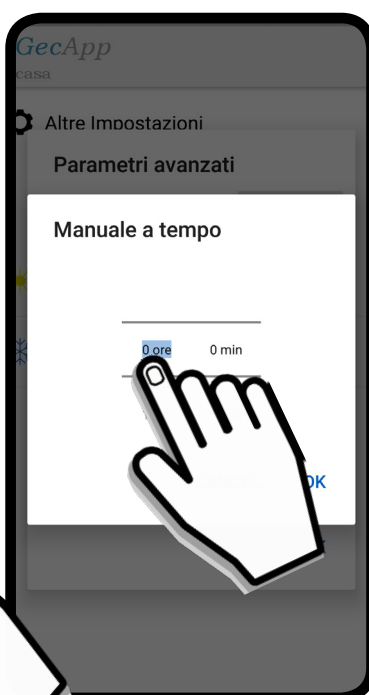 GecApp
casa
Altre Impostazioni
Parametri avanzati
Manuale a tempo
0 ore 0 min
OK